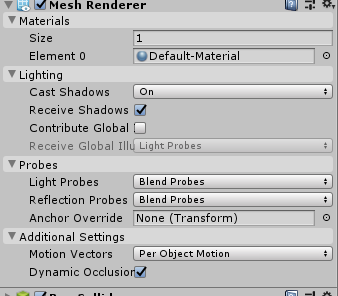 Mesh Renderer
Materials
Size 1
Element 0 Default-Material
Lighting
Cast Shadows On
Receive Shadows
Contribute Global
Receive Global Illu Light Probes
Probes
Light Probes Blend Probes
Reflection Probes Blend Probes
Anchor Override None (Transform)
Additional Settings
Motion Vectors Per Object Motion
Dynamic Occlusion